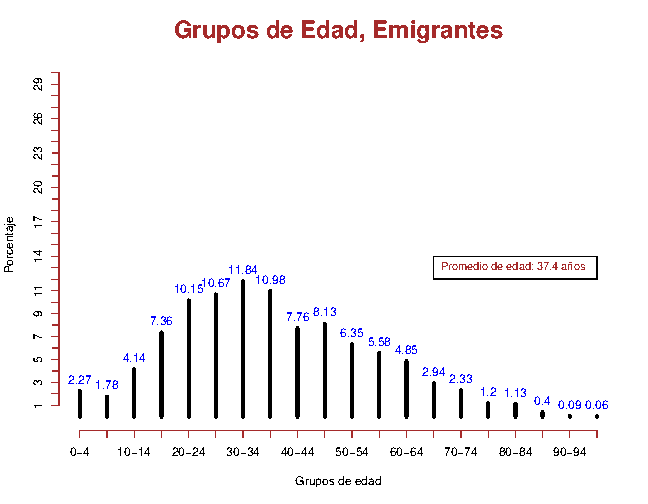 Grupos de Edad, Emigrantes
29
26
23
20
17
14
11
9
7
5
3
1
Porcentaje
Promedio de edad: 37.4 años
2.27 1.78 4.14 7.36 10.15 10.67 11.84 10.98 7.76 8.13 6.35 5.58 4.85 2.94 2.33 1.2 1.13 0.4 0.09 0.06
0−4 10−14 20−24 30−34 40−44 50−54 60−64 70−74 80−84 90−94
Grupos de edad